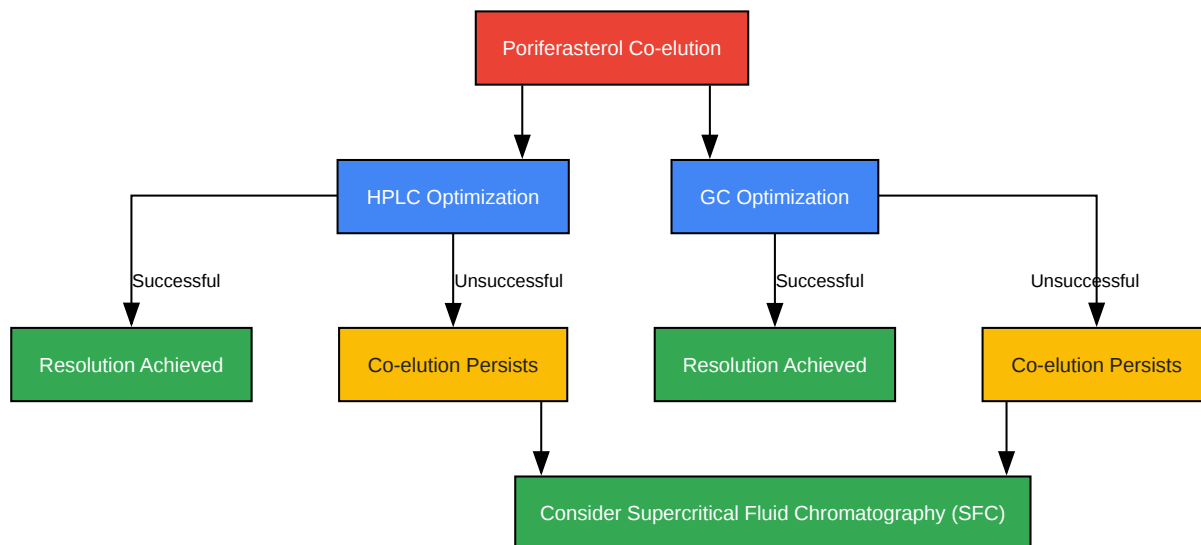 Poriferasterol Co-elution
HPLC Optimization
GC Optimization
Successful
Unsuccessful
Successful
Unsuccessful
Resolution Achieved
Co-elution Persists
Resolution Achieved
Co-elution Persists
Consider Supercritical Fluid Chromatography (SFC)